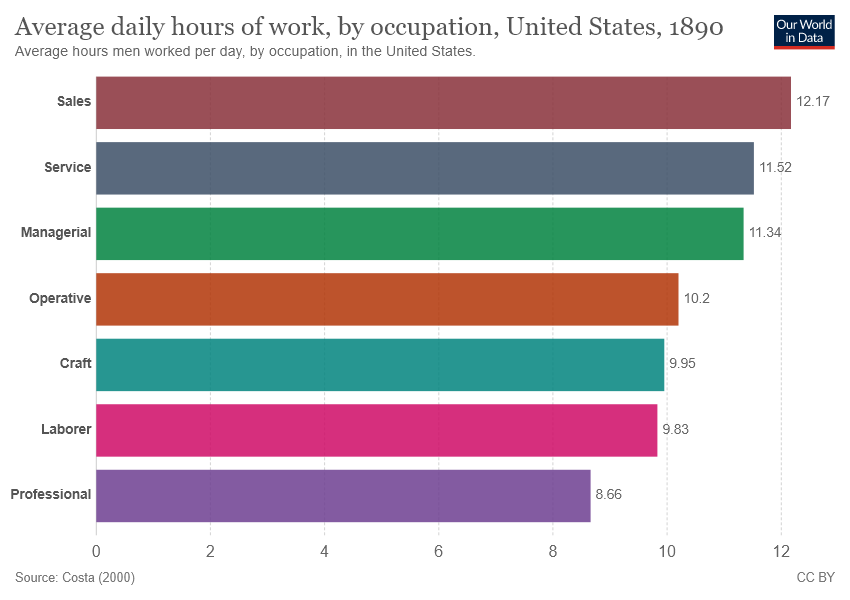 Average daily hours of work, by occupation, United States, 1890
Average hours men worked per day, by occupation, in the United States.
Our World
in Data
Sales 12.17
Service 11.52
Managerial 11.34
Operative 10.2
Craft 9.95
Laborer 9.83
Professional 8.66
0 2 4 6 8 10 12
Source: Costa (2000) CC BY